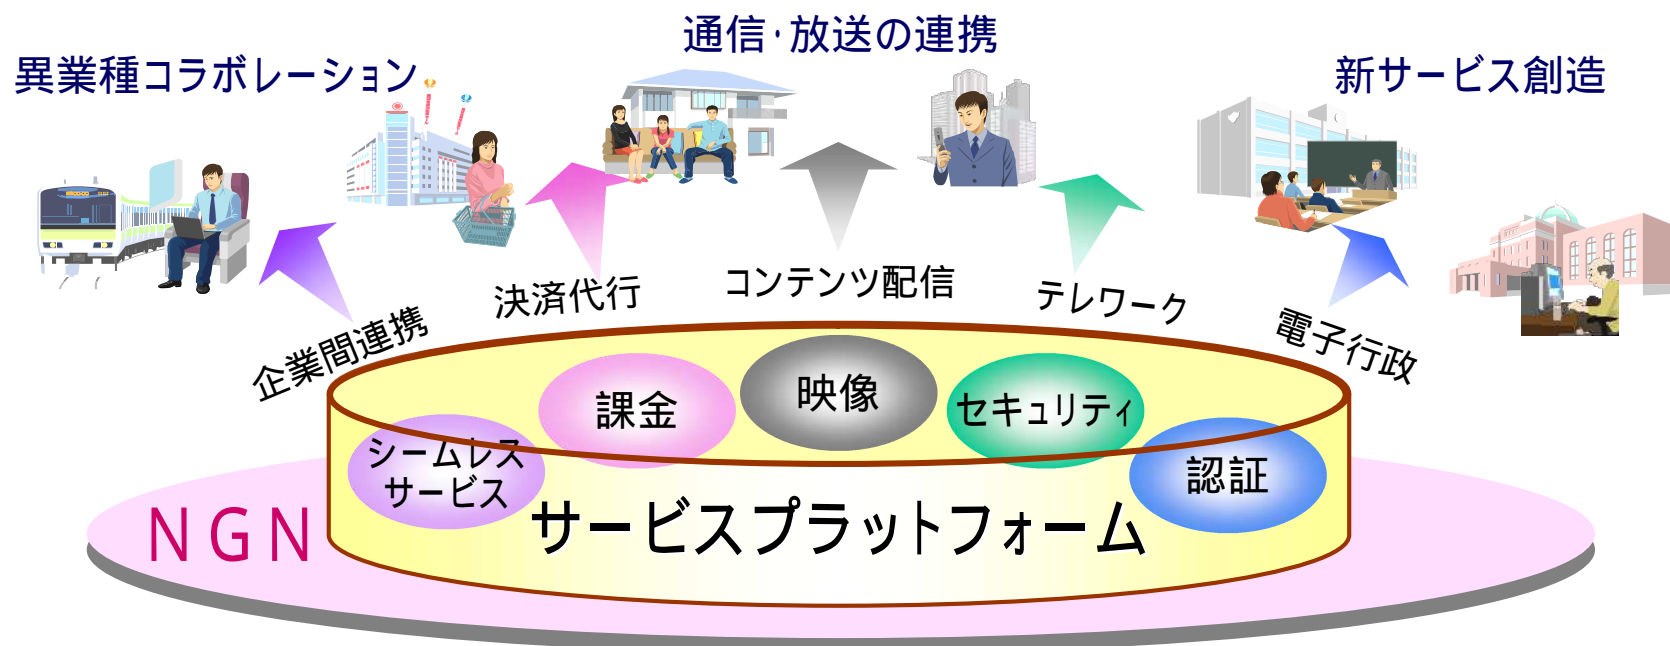 通信・放送の連携
異業種コラボレーション
新サービス創造
企業間連携
決済代行
コンテンツ配信
テレワーク
電子行政
シームレス
サービス
課金
映像
セキュリティ
認証
NGN
サービスプラットフォーム